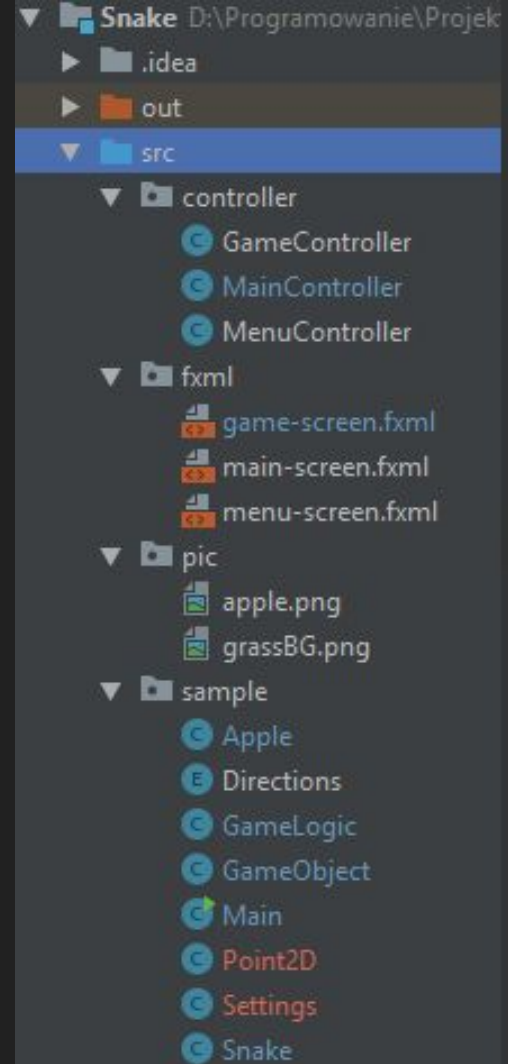 Snake D:\Programowanie\Projek
.idea
out
src
controller
C GameController
C MainController
C MenuController
fxml
<> game-screen.fxml
<> main-screen.fxml
<> menu-screen.fxml
pic
apple.png
grassBG.png
sample
C Apple
E Directions
C GameLogic
C GameObject
C Main
C Point2D
C Settings
C Snake